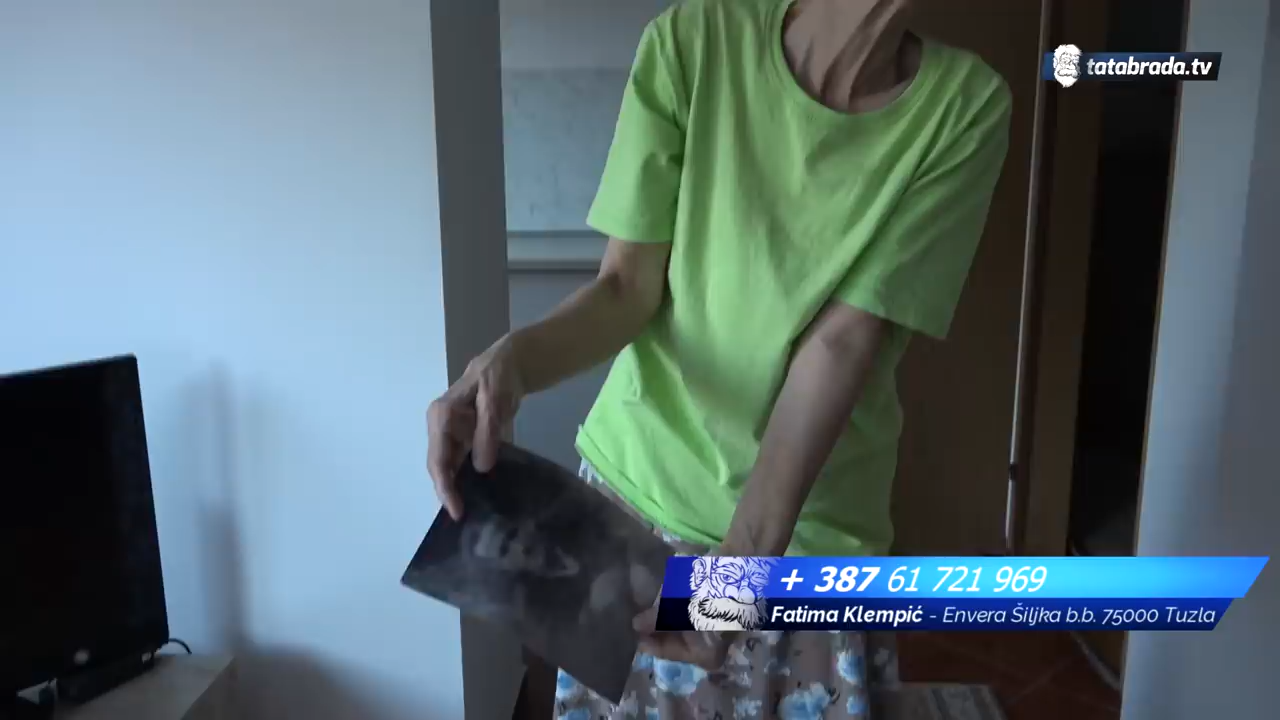 tatabrada.tv
+ 387 61 721 969
Fatima Klempić - Envera Šiljka b.b. 75000 Tuzla